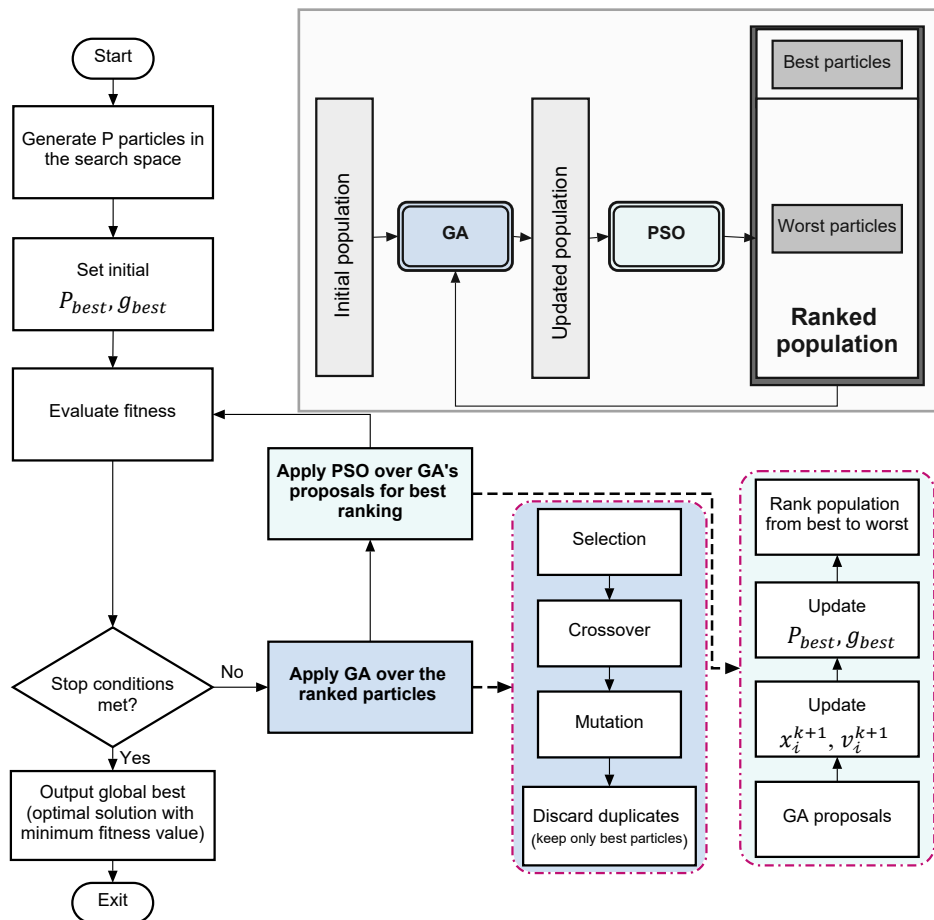 Start
Generate P particles in
the search space
Set initial
P_best, g_best
Evaluate fitness
Stop conditions
met?
No
Yes
Output global best
(optimal solution with
minimum fitness value)
Exit
Initial population
GA
Updated population
PSO
Best particles
Worst particles
Ranked
population
Apply PSO over GA's
proposals for best
ranking
Apply GA over the
ranked particles
Selection
Crossover
Mutation
Discard duplicates
(keep only best particles)
Rank population
from best to worst
Update
P_best, g_best
Update
x_i^{k+1}, v_i^{k+1}
GA proposals